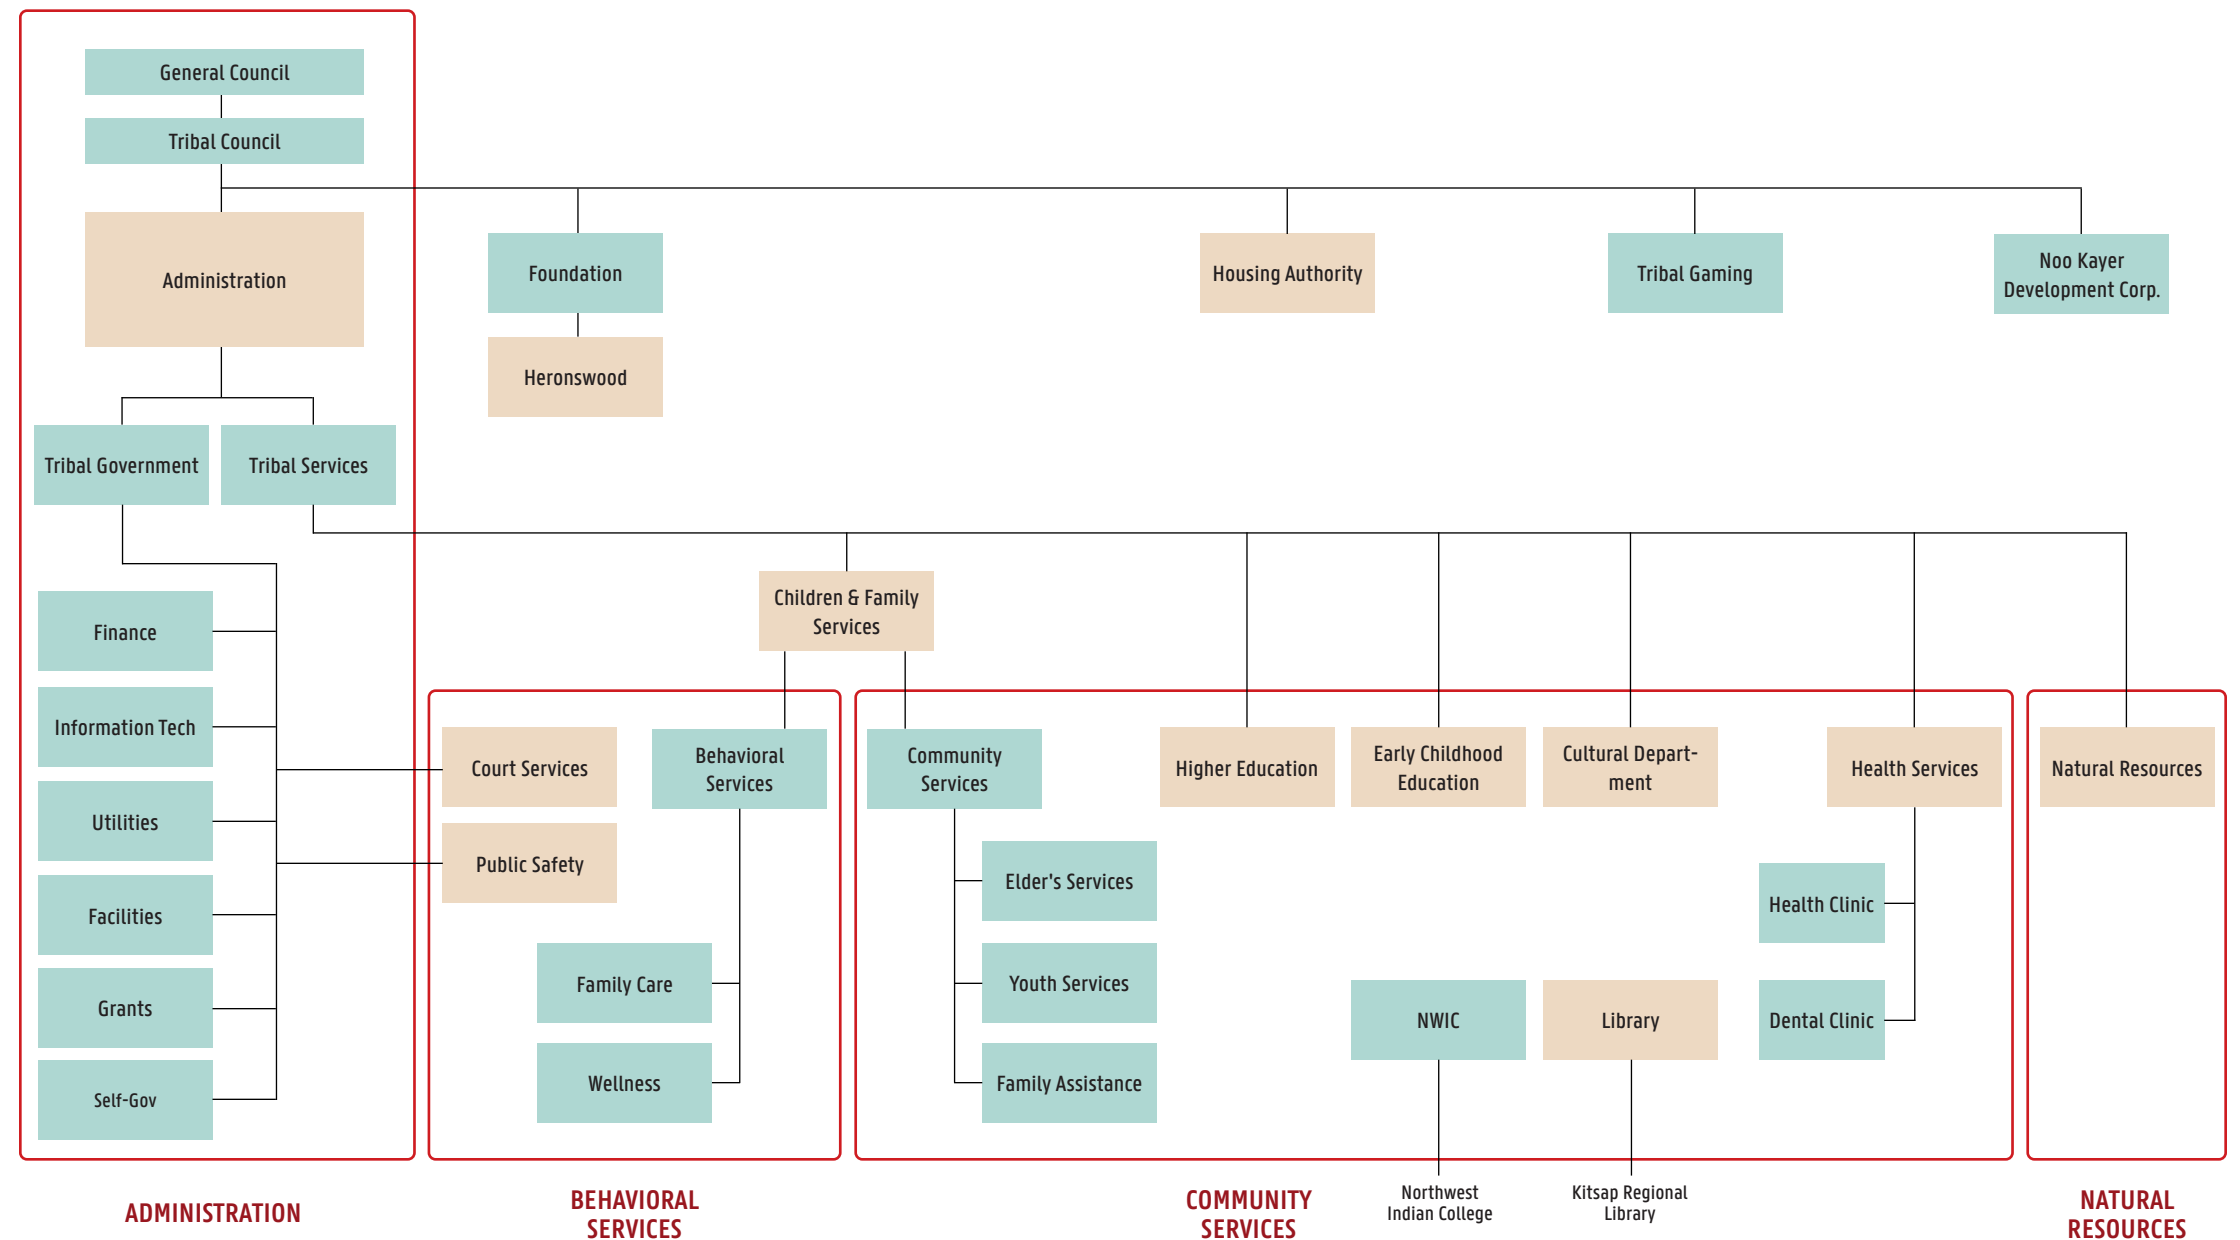 General Council
Tribal Council
Administration
Foundation
Heronswood
Housing Authority
Tribal Gaming
Noo Kayer
Development Corp.
Tribal Government
Tribal Services
Finance
Information Tech
Utilities
Facilities
Grants
Self-Gov
Children & Family
Services
Court Services
Public Safety
Behavioral
Services
Family Care
Wellness
Community
Services
Elder's Services
Youth Services
Family Assistance
Higher Education
Early Childhood
Education
Cultural Depart-
ment
Health Services
Health Clinic
Dental Clinic
NWIC
Library
Natural Resources
ADMINISTRATION
BEHAVIORAL
SERVICES
COMMUNITY
SERVICES
Northwest
Indian College
Kitsap Regional
Library
NATURAL
RESOURCES